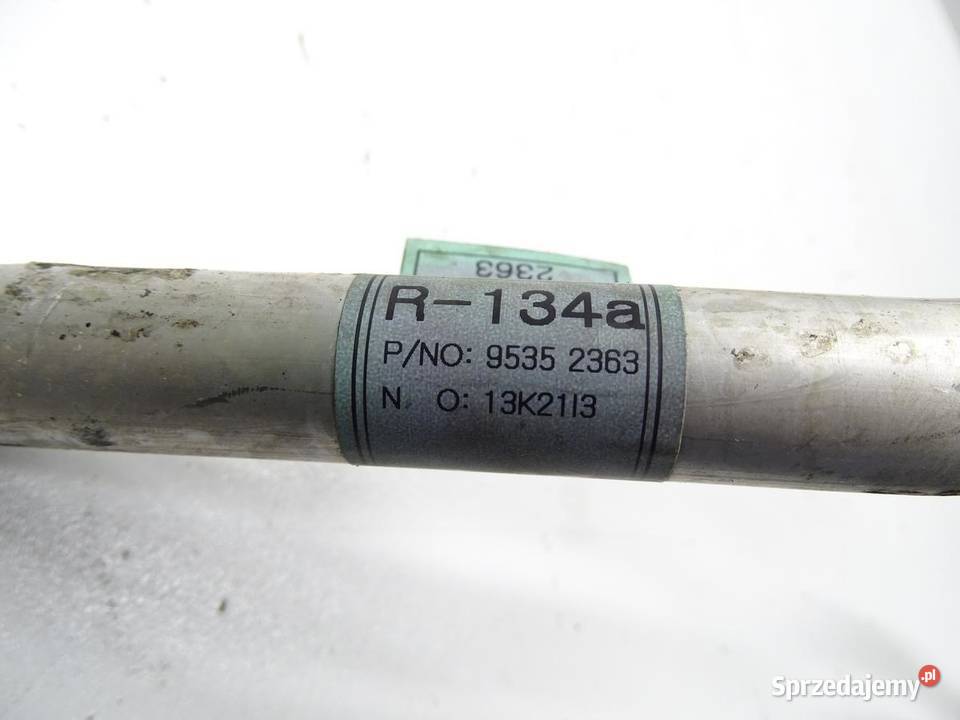 2363
R-134a
P/NO: 9535 2363
N. O: 13K21I3
Sprzedajemy.pl